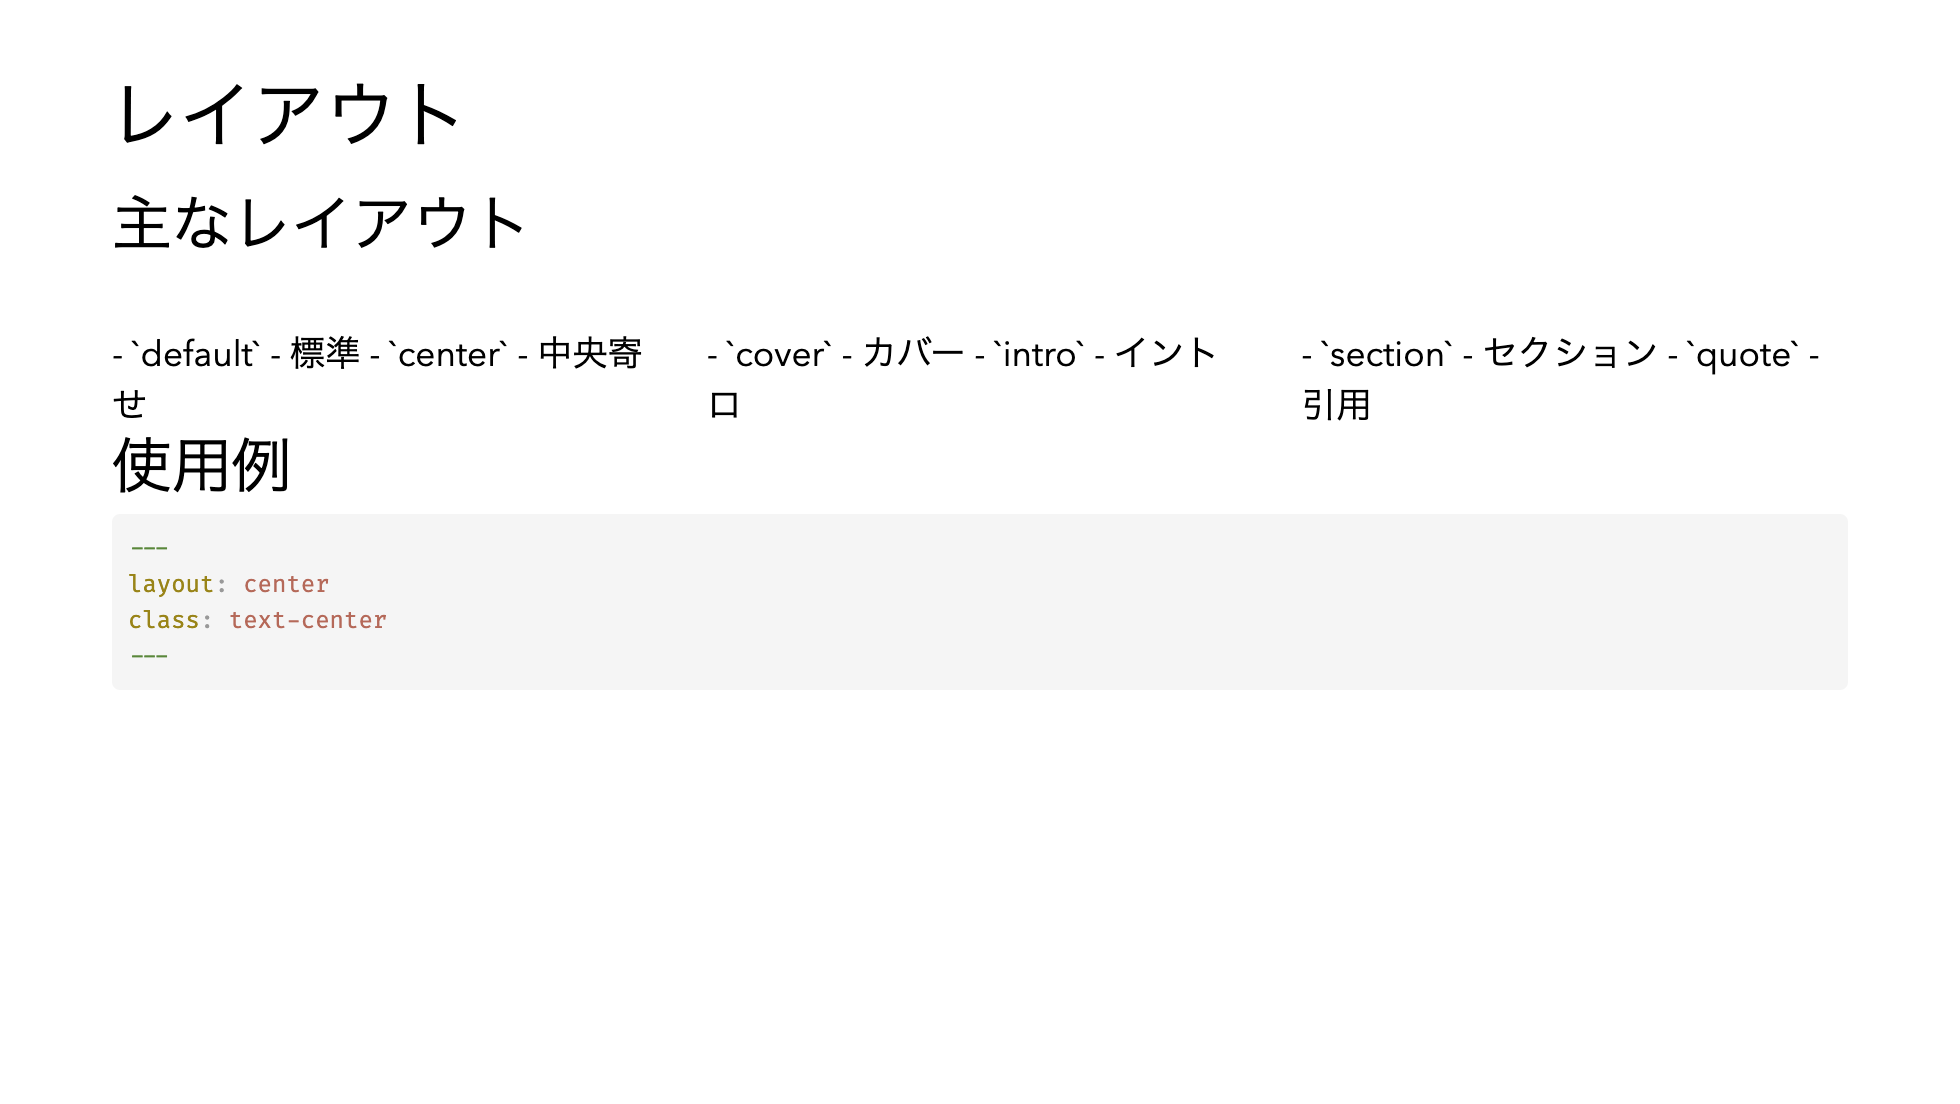 レイアウト
主なレイアウト
- `default` - 標準 - `center` - 中央寄
せ
- `cover` - カバー - `intro` - イント
ロ
- `section` - セクション - `quote` -
引用
使用例
---
layout: center
class: text-center
---